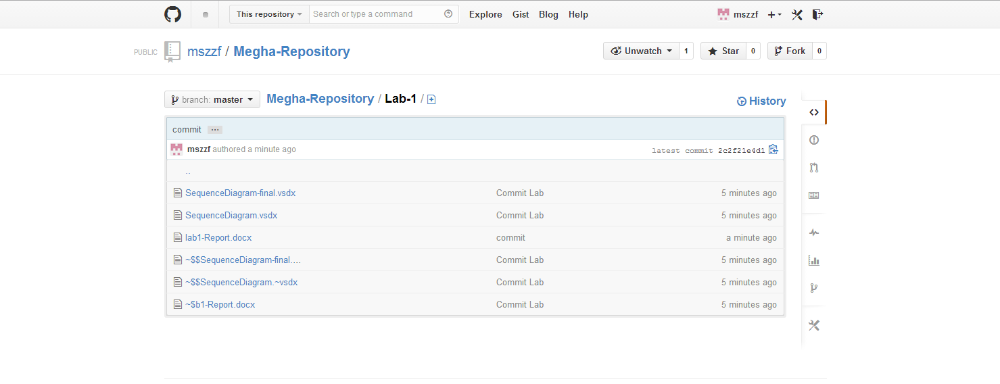 This repository Search or type a command Explore Gist Blog Help mszzf
PUBLIC mszzf / Megha-Repository Unwatch 1 Star 0 Fork 0
branch: master Megha-Repository / Lab-1 / History
commit ...
mszzf authored a minute ago latest commit 2c2f21e4d1
..
SequenceDiagram-final.vsdx Commit Lab 5 minutes ago
SequenceDiagram.vsdx Commit Lab 5 minutes ago
lab1-Report.docx commit a minute ago
~$$SequenceDiagram-final.… Commit Lab 5 minutes ago
~$$SequenceDiagram.~vsdx Commit Lab 5 minutes ago
~$b1-Report.docx Commit Lab 5 minutes ago